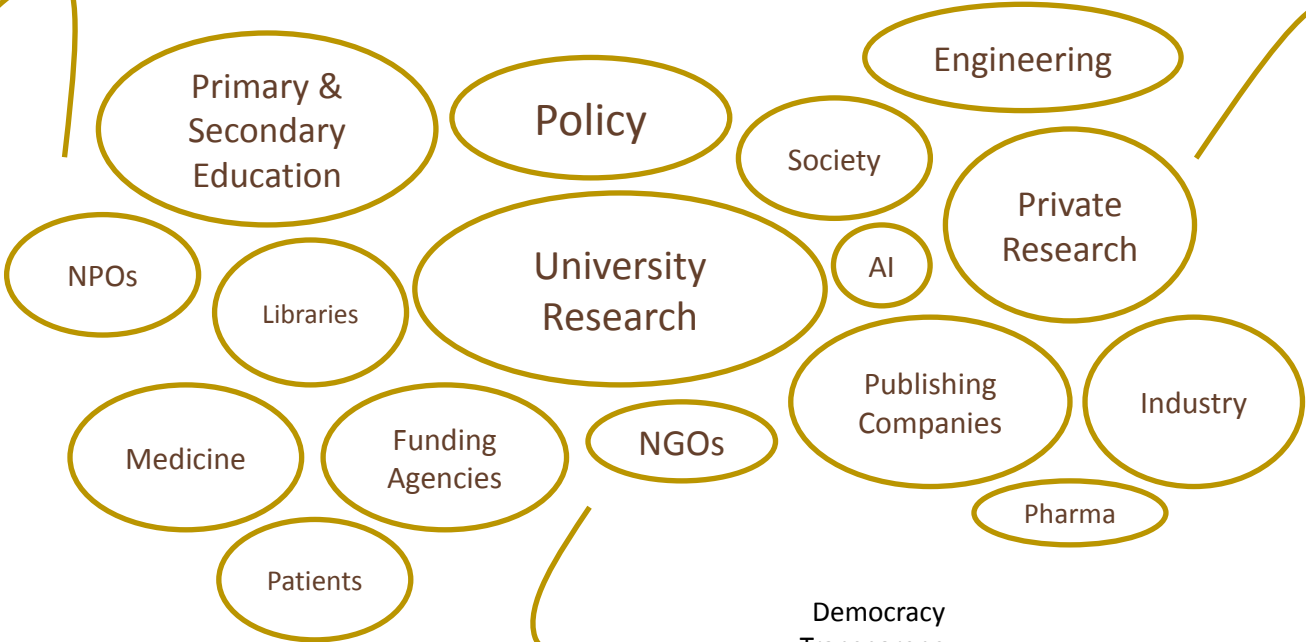 Engineering
Primary &
Secondary
Education
Policy
Society
Private
Research
University
Research
AI
NPOs
Libraries
Publishing
Companies
Industry
Medicine
Funding
Agencies
NGOs
Pharma
Patients
Democracy